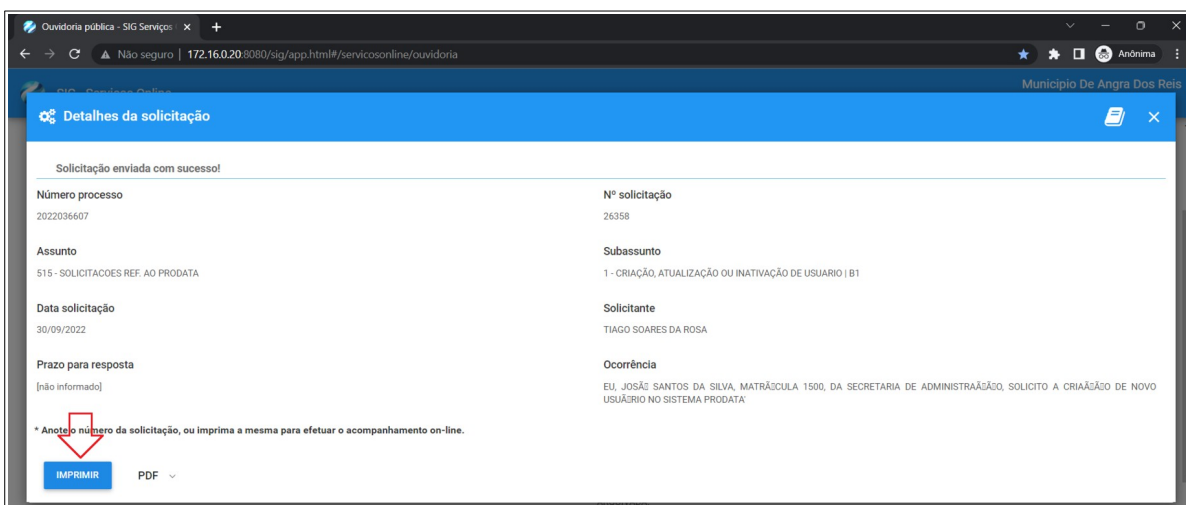 Ouvidoria pública - SIG Serviços
Não seguro | 172.16.0.20:8080/sig/app.html#/servicosonline/ouvidoria
Anônima
SIG - Serviços Online
Municipio De Angra Dos Reis
Detalhes da solicitação
Solicitação enviada com sucesso!
Número processo
Nº solicitação
2022036607
26358
Assunto
Subassunto
515 - SOLICITACOES REF. AO PRODATA
1 - CRIAÇÃO, ATUALIZAÇÃO OU INATIVAÇÃO DE USUARIO | B1
Data solicitação
Solicitante
30/09/2022
TIAGO SOARES DA ROSA
Prazo para resposta
Ocorrência
[não informado]
EU, JOSÃ SANTOS DA SILVA, MATRÃCULA 1500, DA SECRETARIA DE ADMINISTRAÃÃO, SOLICITO A CRIAÃÃO DE NOVO
USUÃRIO NO SISTEMA PRODATA'
* Anote o número da solicitação, ou imprima a mesma para efetuar o acompanhamento on-line.
IMPRIMIR
PDF